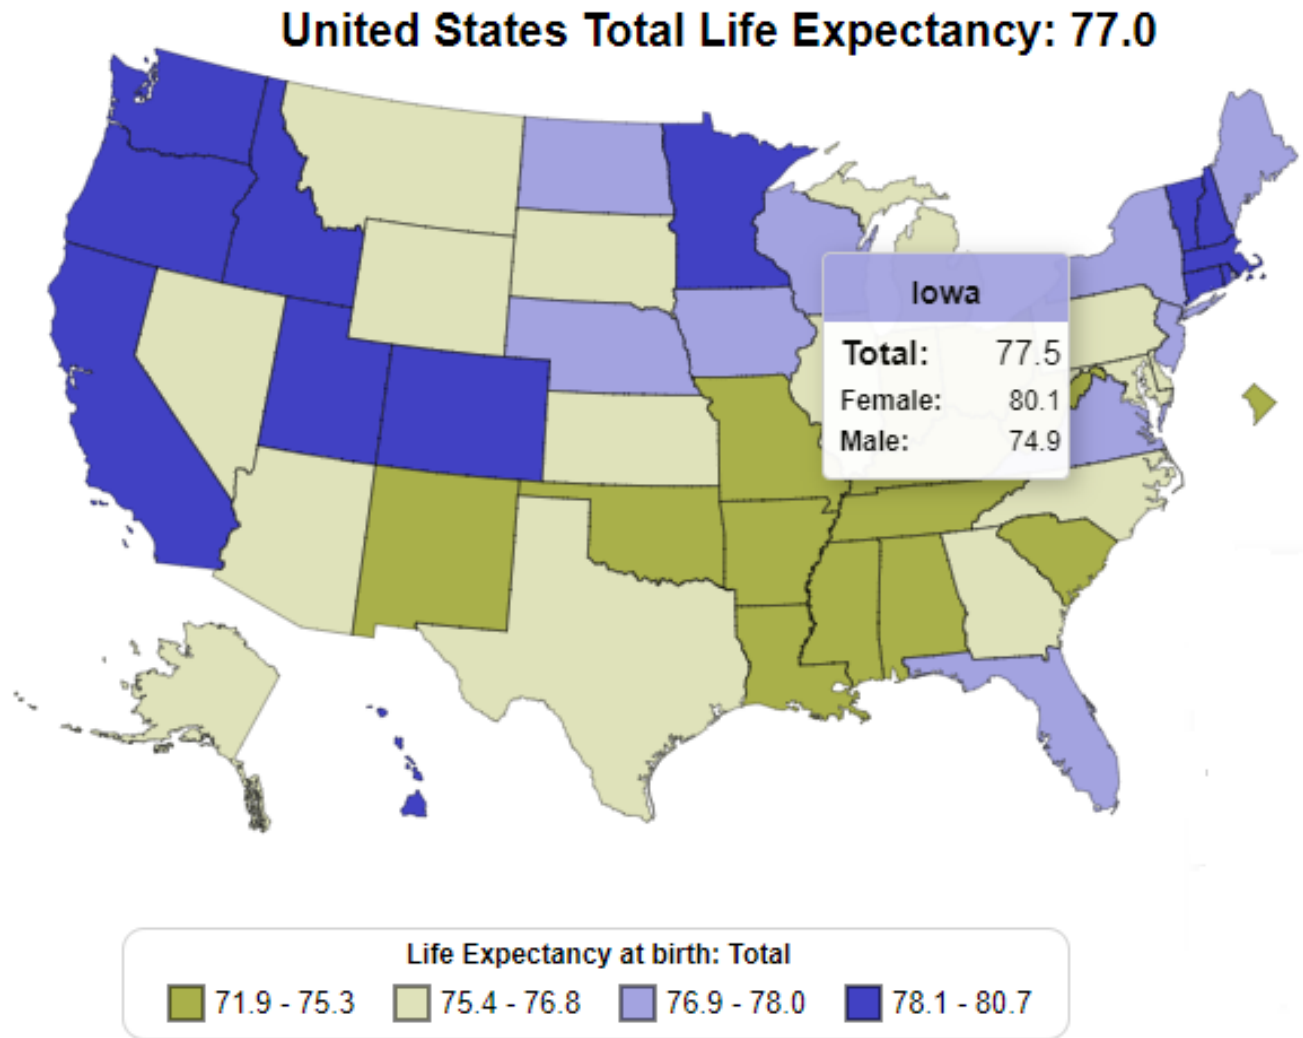 United States Total Life Expectancy: 77.0
Iowa
Total: 77.5
Female: 80.1
Male: 74.9
Life Expectancy at birth: Total
71.9 - 75.3 75.4 - 76.8 76.9 - 78.0 78.1 - 80.7